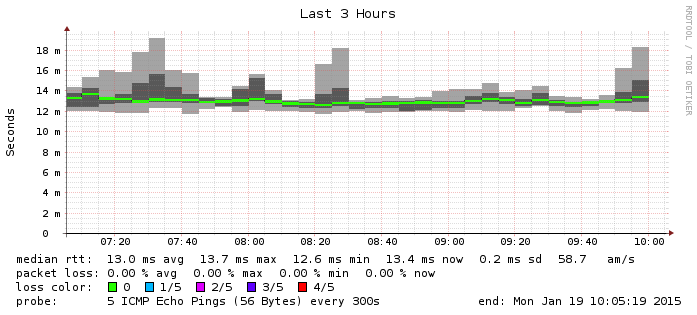 Last 3 Hours
RRDTOOL / TOBI OETIKER
Seconds
18 m
16 m
14 m
12 m
10 m
8 m
6 m
4 m
2 m
0
07:20 07:40 08:00 08:20 08:40 09:00 09:20 09:40 10:00
median rtt: 13.0 ms avg 13.7 ms max 12.6 ms min 13.4 ms now 0.2 ms sd 58.7 am/s
packet loss: 0.00 % avg 0.00 % max 0.00 % min 0.00 % now
loss color: 0 1/5 2/5 3/5 4/5
probe: 5 ICMP Echo Pings (56 Bytes) every 300s end: Mon Jan 19 10:05:19 2015